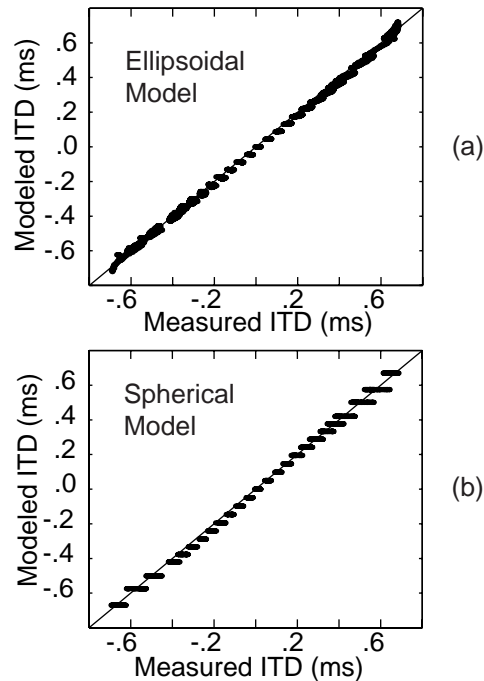 .6
.4
.2
.0
-.2
-.4
-.6
Modeled ITD (ms)
Ellipsoidal
Model
(a)
-.6
-.2
.2
.6
Measured ITD (ms)
.6
.4
.2
.0
-.2
-.4
-.6
Modeled ITD (ms)
Spherical
Model
(b)
-.6
-.2
.2
.6
Measured ITD (ms)